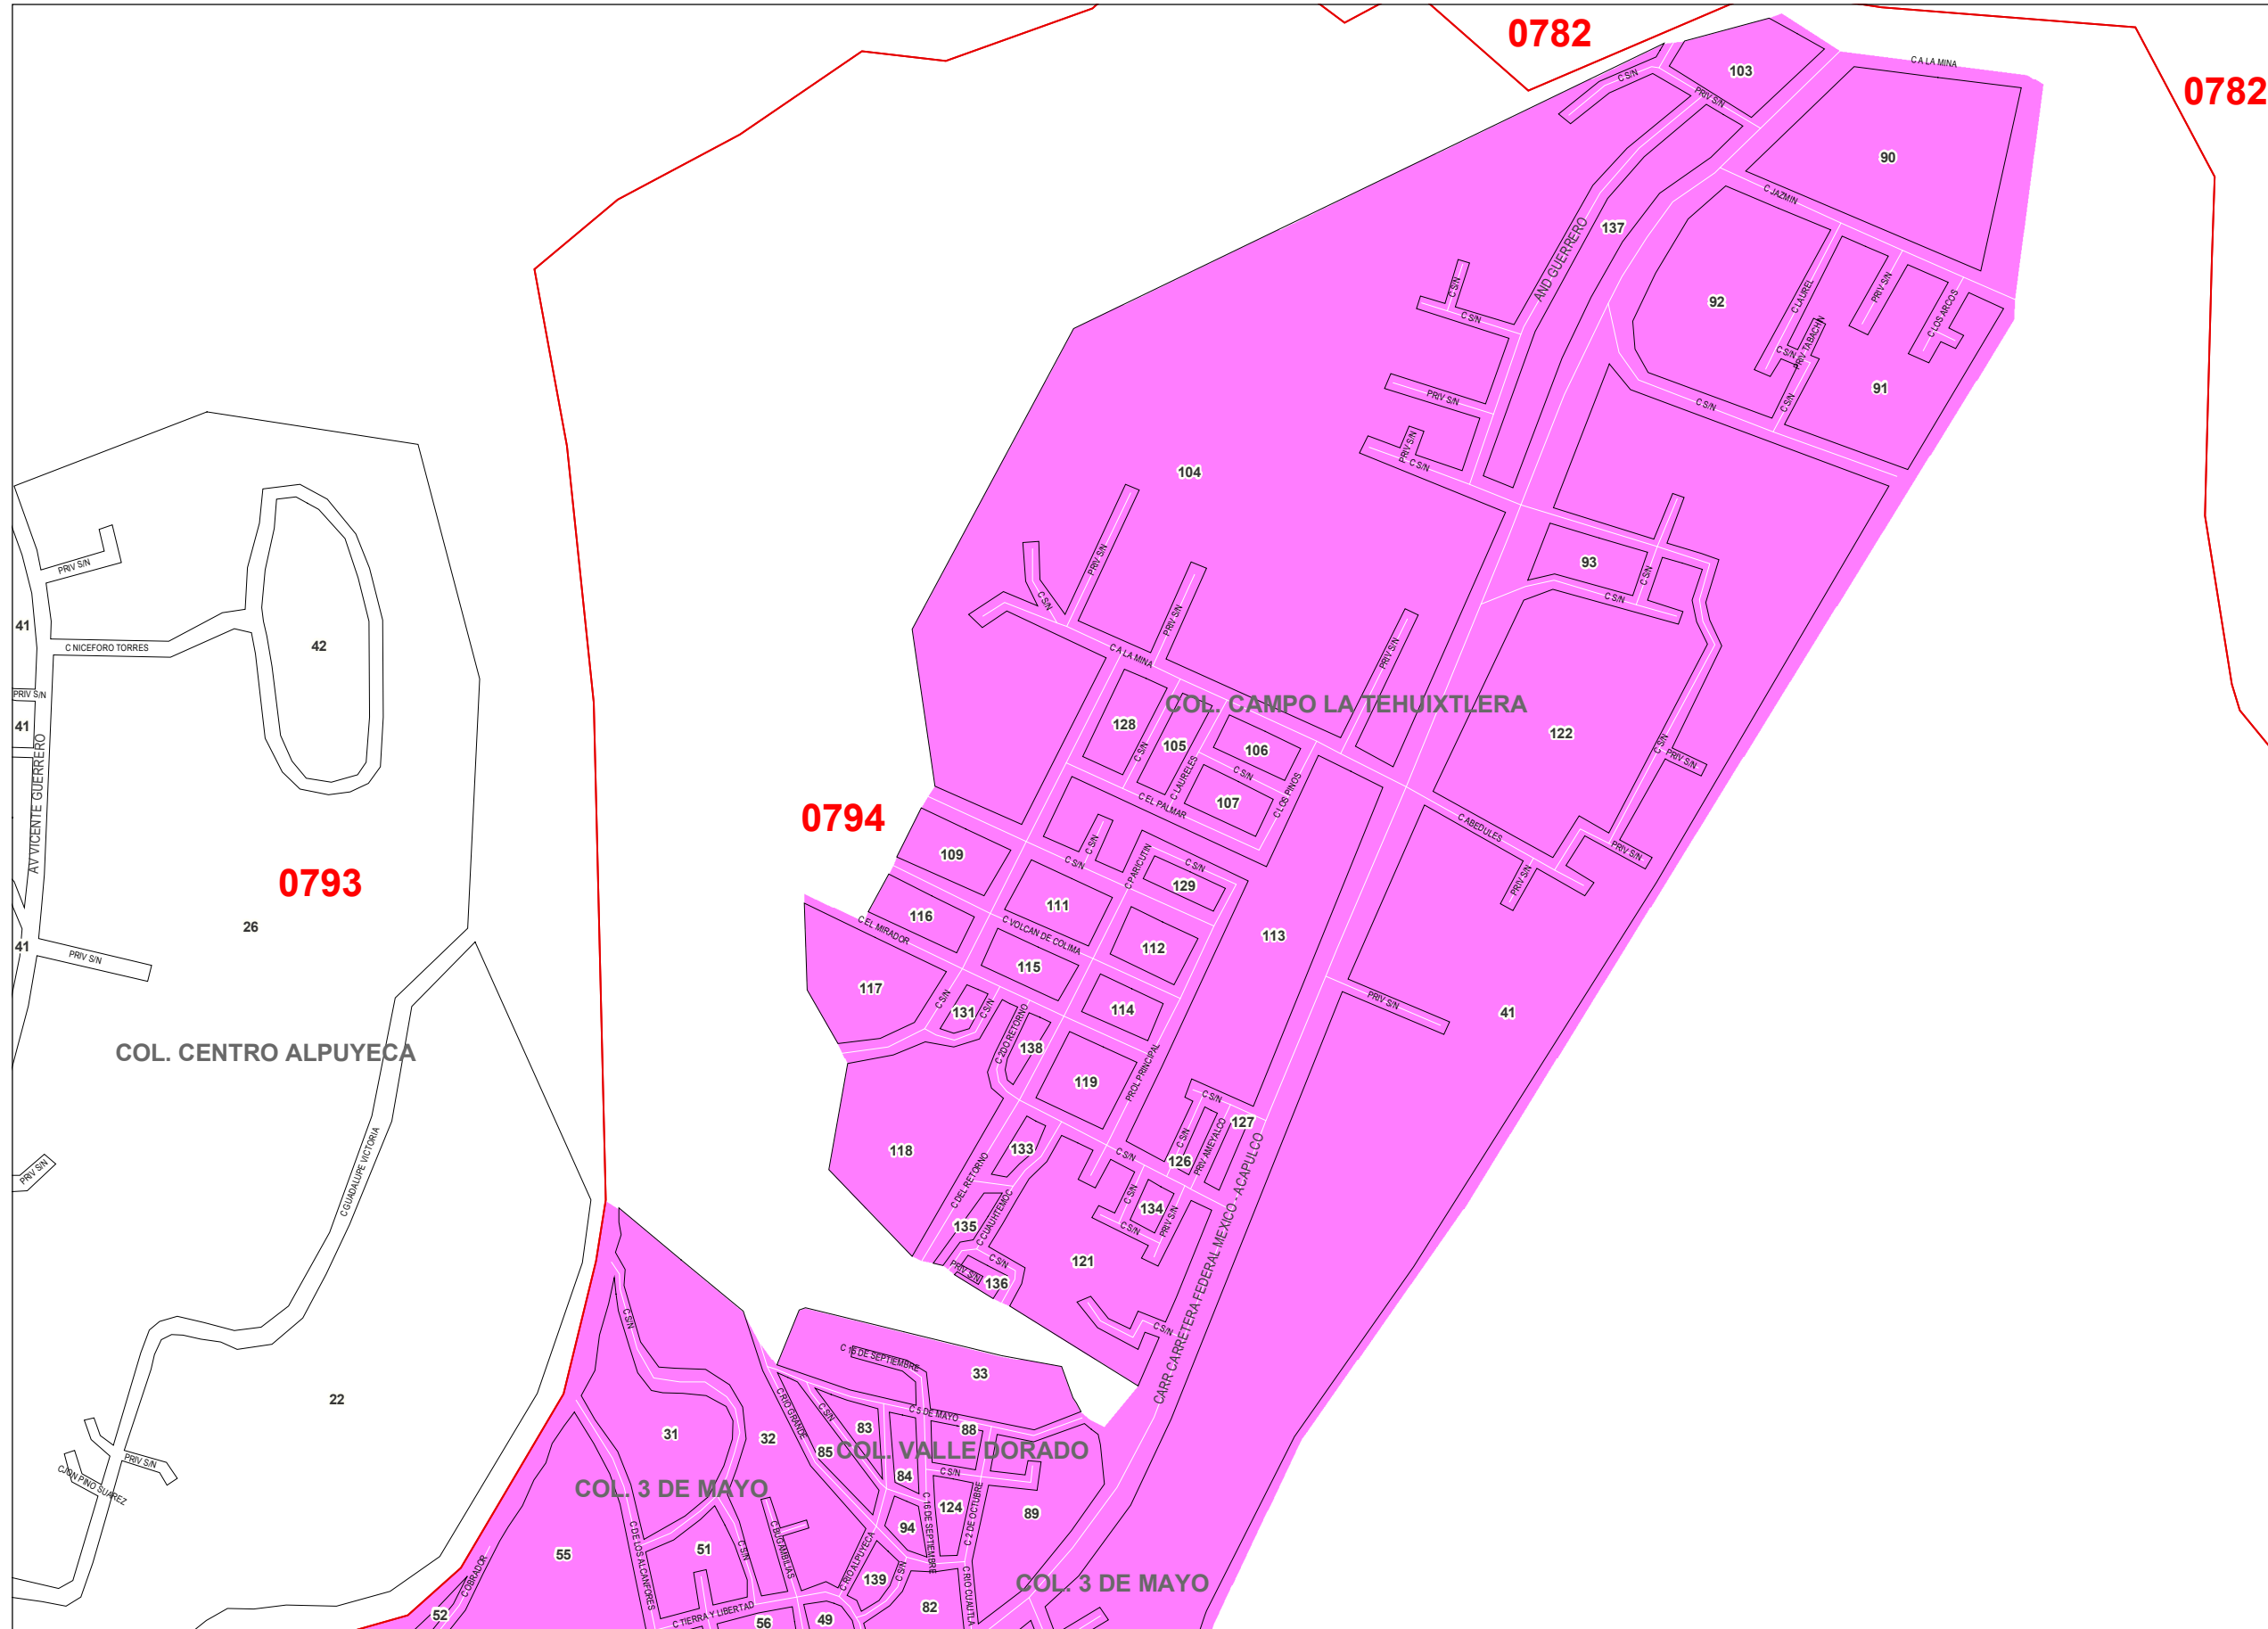 0782
C A LA MINA
103
C S/N
0782
PRIV S/N
90
C JAZMIN
137
AND GUERRERO
C S/N
C LAUREL
PRIV S/N
C LOS ARCOS
92
C S/N
PRIV TABACHIN
C S/N
91
PRIV S/N
C S/N
C S/N
PRIV S/N
C S/N
104
PRIV S/N
PRIV S/N
93
C S/N
C S/N
C S/N
41
PRIV S/N
C NICEFORO TORRES
42
C A LA MINA
PRIV S/N
PRIV S/N
PRIV S/N
COL. CAMPO LA TEHUIXTLERA
41
128
105
106
122
C S/N
C S/N
C S/N
PRIV S/N
AV VICENTE GUERRERO
C LAURELES
107
C LOS PINOS
C EL PALMAR
0794
C ABEDULES
109
C S/N
C S/N
C PARICUTIN
C S/N
PRIV S/N
0793
129
PRIV S/N
26
116
111
C EL MIRADOR
C VOLCAN DE COLIMA
113
112
41
PRIV S/N
115
117
C S/N
131
C S/N
114
PRIV S/N
41
C 2DO RETORNO
138
COL. CENTRO ALPUYECA
119
PROL PRINCIPAL
C S/N
127
118
133
C S/N
C S/N
126
PRIV AMEYALCO
PRIV S/N
C GUADALUPE VICTORIA
C DEL RETORNO
C S/N
134
C CUAUHTEMOC
135
C S/N
PRIV S/N
CARR CARRETERA FEDERAL MEXICO - ACAPULCO
C S/N
121
PRIV S/N
136
C S/N
C S/N
C 16 DE SEPTIEMBRE
33
22
C RIO GRANDE
C S/N
C 5 DE MAYO
31
32
83
88
85
COL. VALLE DORADO
PRIV S/N
CJON PINO SUAREZ
84
C S/N
COL. 3 DE MAYO
C 16 DE SEPTIEMBRE
124
C 2 DE OCTUBRE
89
94
C DE LOS ALCANFORES
51
C S/N
C BUGAMBILIAS
C RIO ALPUYECA
55
C OBRADOR
139
C S/N
COL. 3 DE MAYO
C RIO CUAUTLA
52
C TIERRA Y LIBERTAD
56
49
82